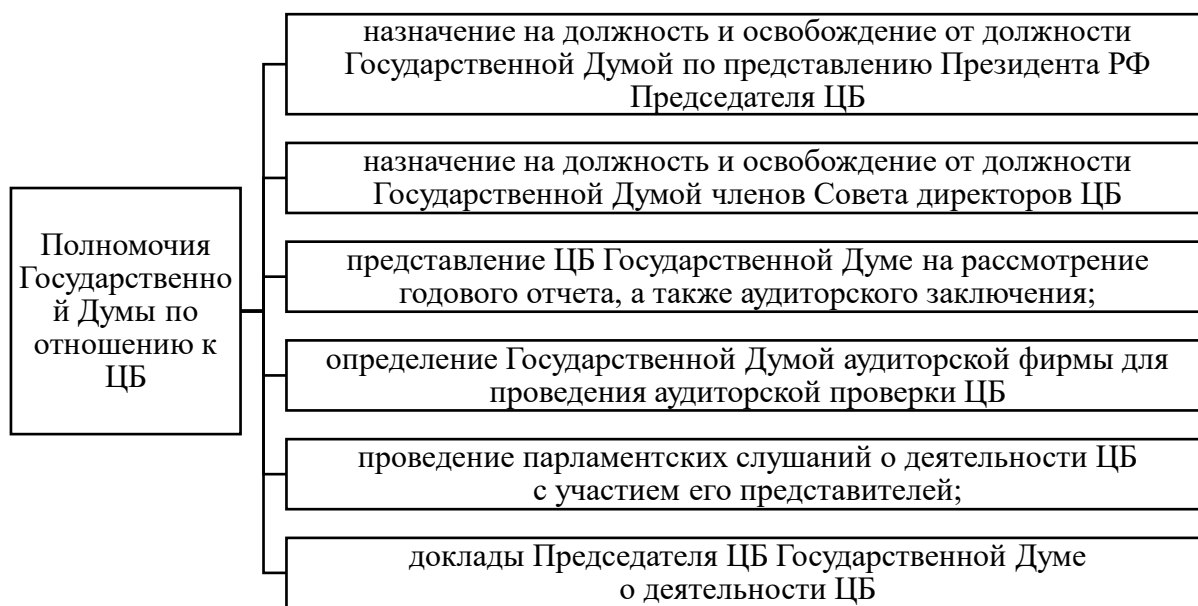 назначение на должность и освобождение от должности
Государственной Думой по представлению Президента РФ
Председателя ЦБ
назначение на должность и освобождение от должности
Государственной Думой членов Совета директоров ЦБ
Полномочия
Государственно
й Думы по
отношению к
ЦБ
представление ЦБ Государственной Думе на рассмотрение
годового отчета, а также аудиторского заключения;
определение Государственной Думой аудиторской фирмы для
проведения аудиторской проверки ЦБ
проведение парламентских слушаний о деятельности ЦБ
с участием его представителей;
доклады Председателя ЦБ Государственной Думе
о деятельности ЦБ